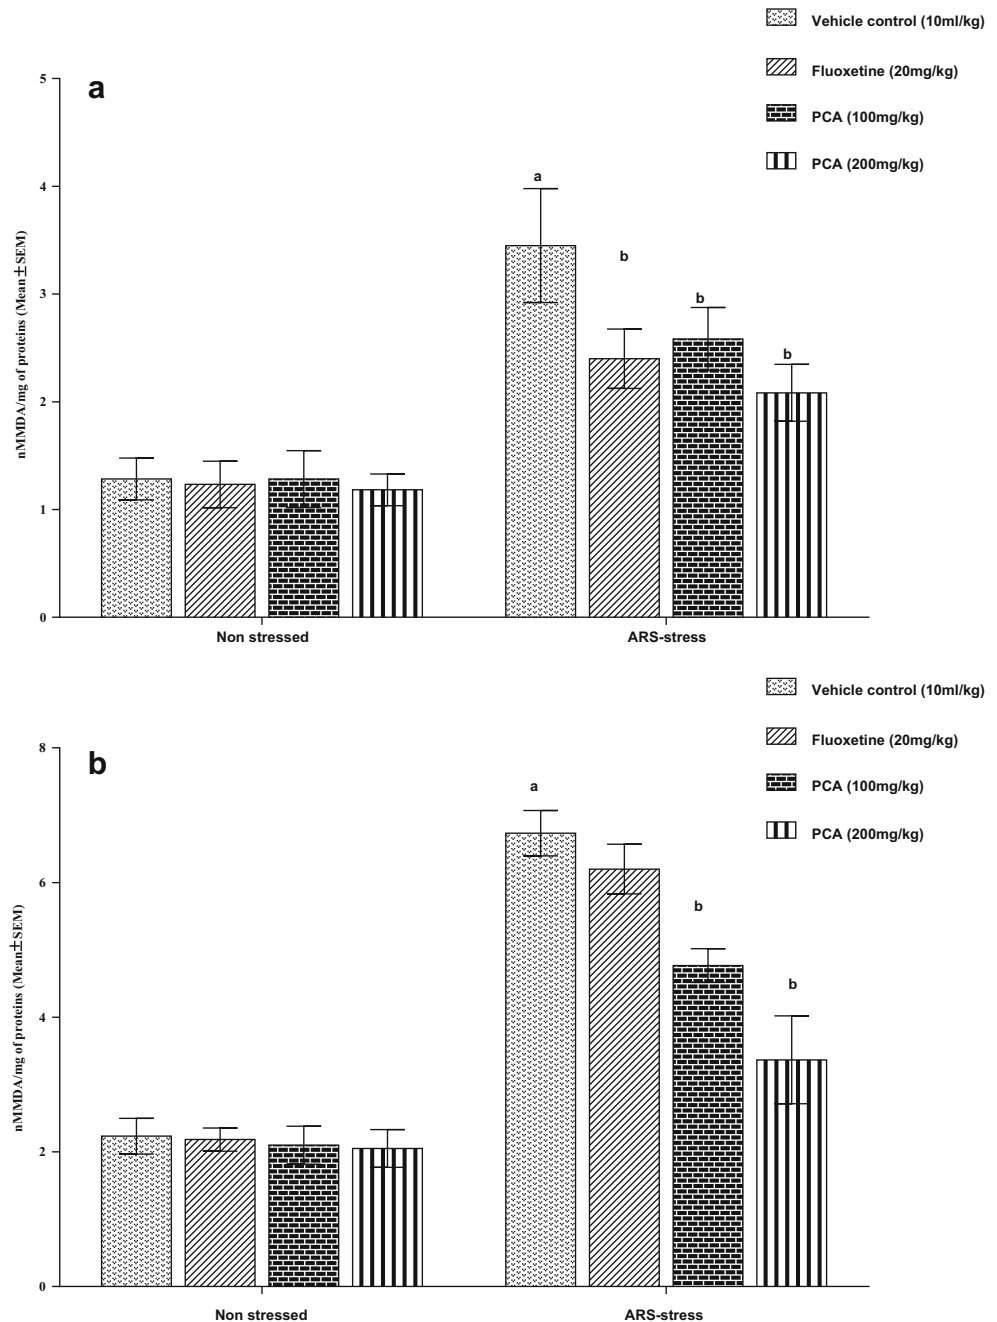 Vehicle control (10ml/kg)
Fluoxetine (20mg/kg)
PCA (100mg/kg)
PCA (200mg/kg)
a
nMMDA/mg of proteins (Mean±SEM)
5
4
3
2
1
0
a
b
b
b
Non stressed
ARS-stress
Vehicle control (10ml/kg)
Fluoxetine (20mg/kg)
PCA (100mg/kg)
PCA (200mg/kg)
b
nMMDA/mg of proteins (Mean±SEM)
8
6
4
2
0
a
b
b
Non stressed
ARS-stress